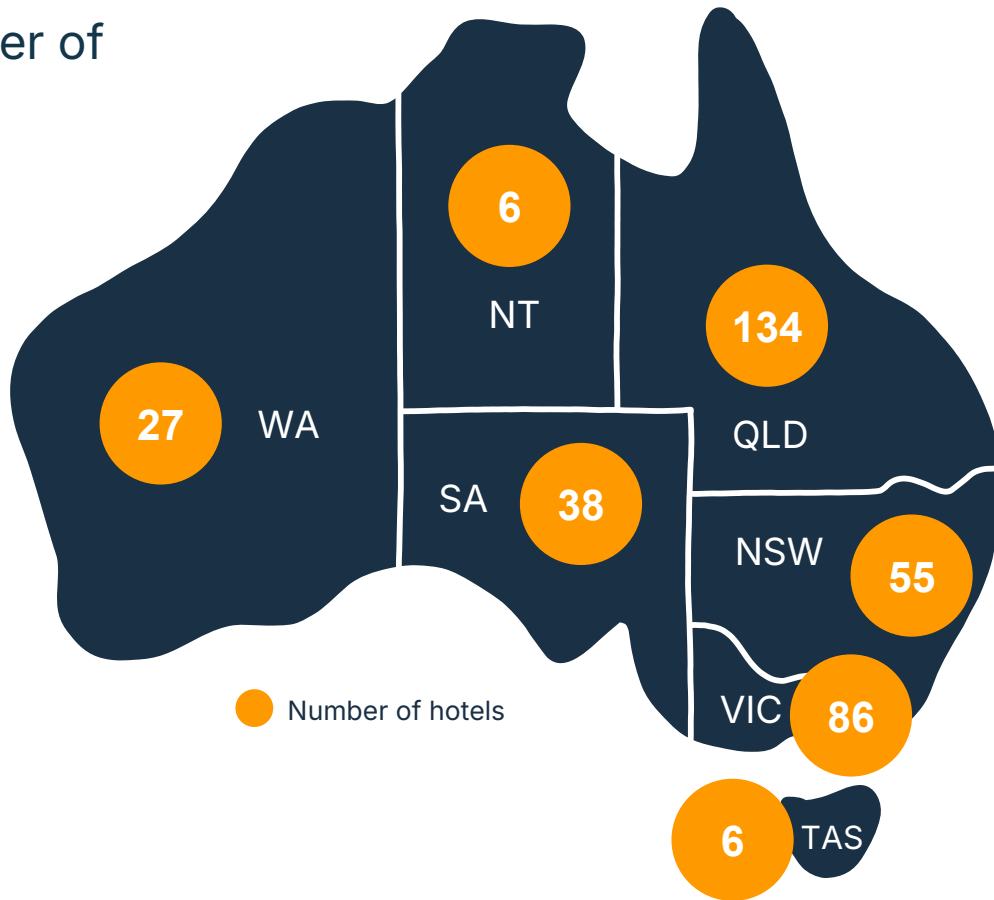 er of
6
NT
134
QLD
27
WA
SA
38
NSW
55
VIC
86
Number of hotels
6
TAS